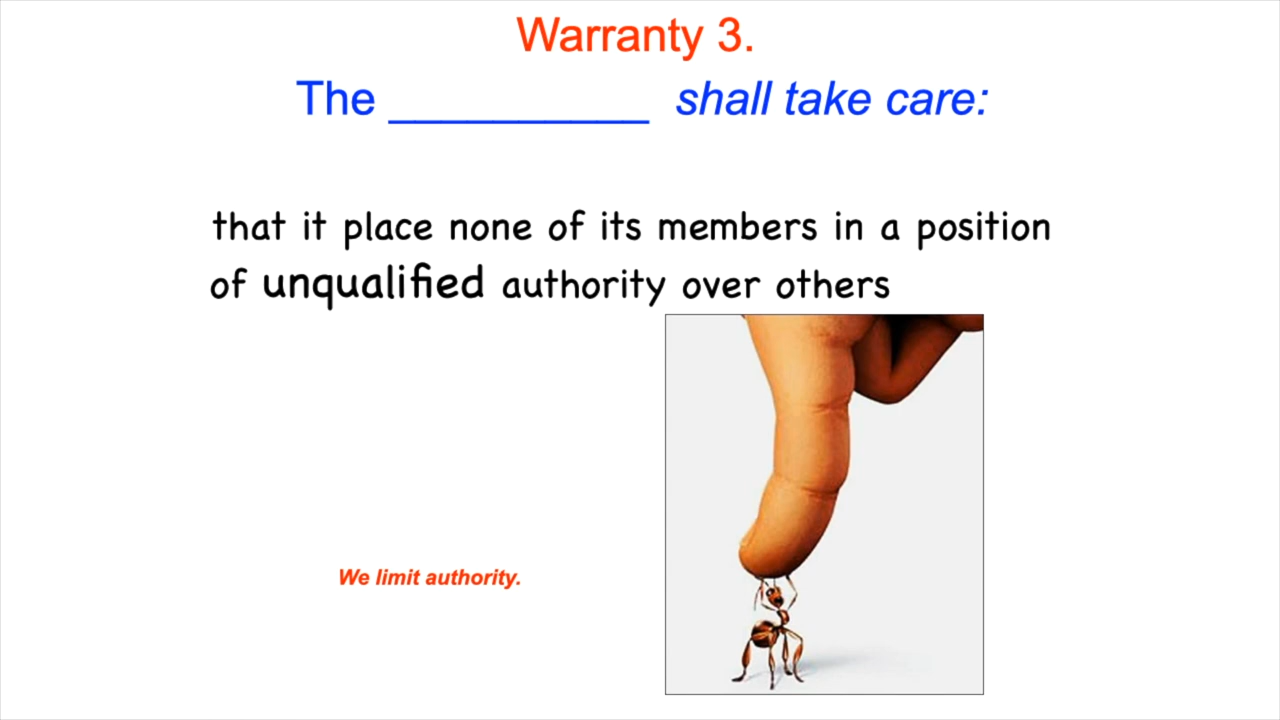 Warranty 3.
The __________ shall take care:
that it place none of its members in a position
of unqualified authority over others
We limit authority.